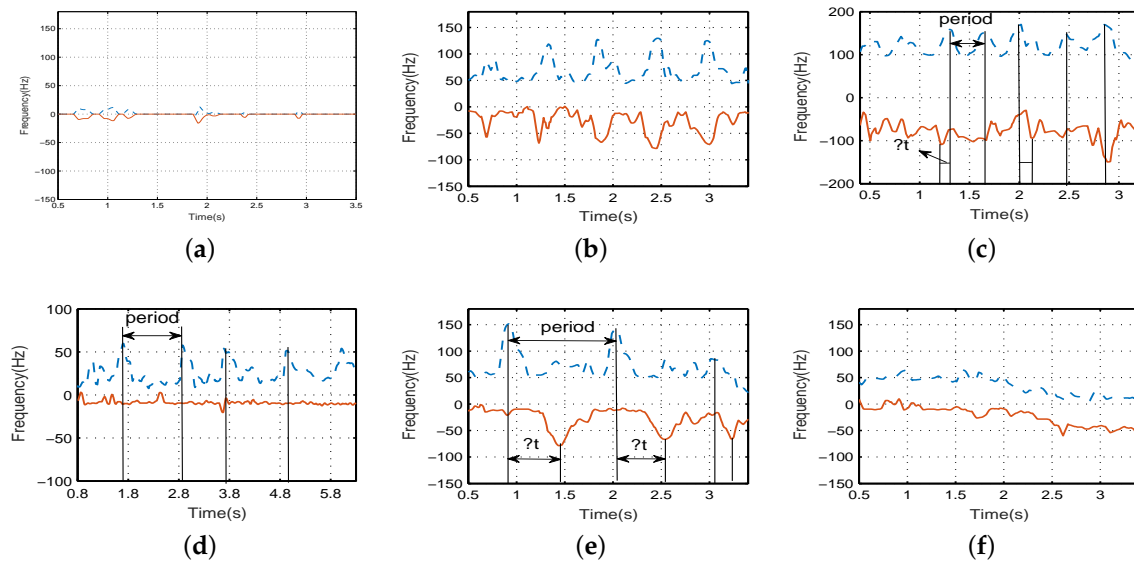 Frequency(Hz)
150
100
50
0
−50
−100
−150
0.5 1 1.5 2 2.5 3 3.5
Time(s)
(a)
Frequency(Hz)
150
100
50
0
−50
−100
−150
0.5 1 1.5 2 2.5 3
Time(s)
(b)
Frequency(Hz)
200
100
0
−100
−200
period
?t
0.5 1 1.5 2 2.5 3
Time(s)
(c)
Frequency(Hz)
100
50
0
−50
−100
period
0.8 1.8 2.8 3.8 4.8 5.8
Time(s)
(d)
Frequency(Hz)
150
100
50
0
−50
−100
−150
period
?t ?t
0.5 1 1.5 2 2.5 3
Time(s)
(e)
Frequency(Hz)
150
100
50
0
−50
−100
−150
0.5 1 1.5 2 2.5 3
Time(s)
(f)